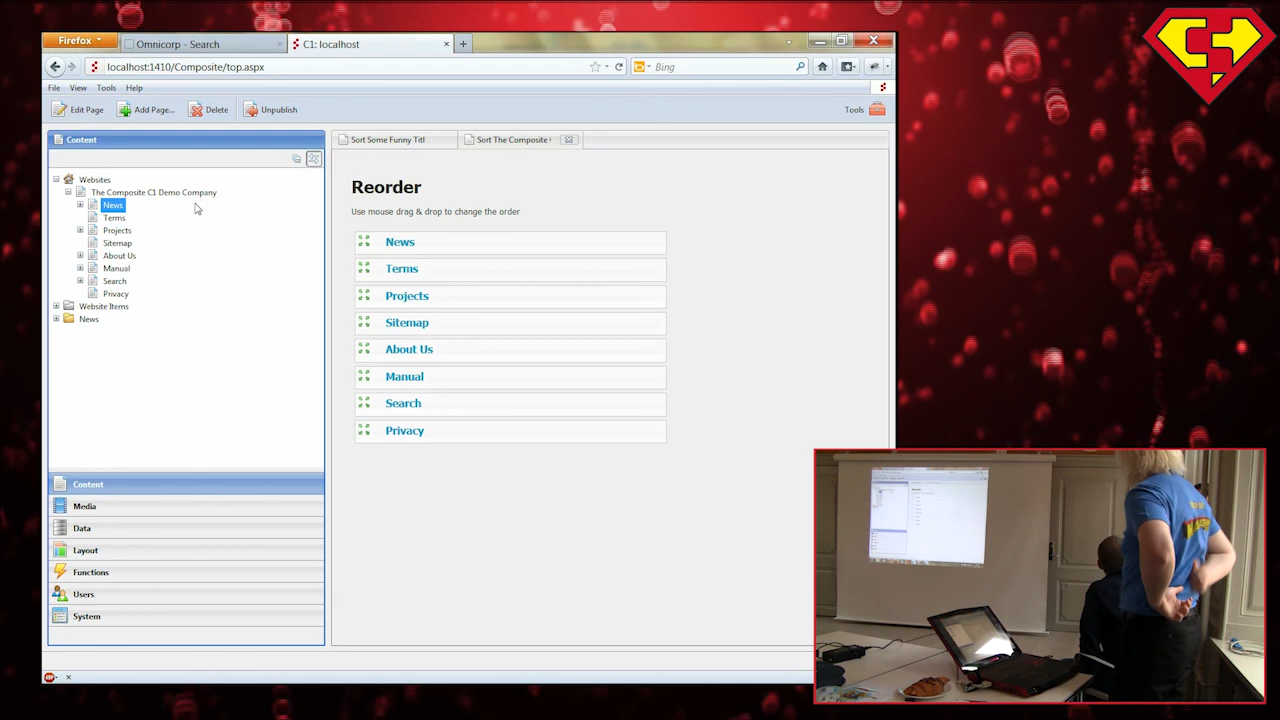 Firefox
Omnicorp - Search
C1: localhost
localhost:1410/Composite/top.aspx
Bing
File View Tools Help
Edit Page Add Page... Delete Unpublish
Tools
Content
Websites
The Composite C1 Demo Company
News
Terms
Projects
Sitemap
About Us
Manual
Search
Privacy
Website Items
News
Content
Media
Data
Layout
Functions
Users
System
Sort Some Funny Titl
Sort The Composite
Reorder
Use mouse drag & drop to change the order
News
Terms
Projects
Sitemap
About Us
Manual
Search
Privacy
ABP
C1